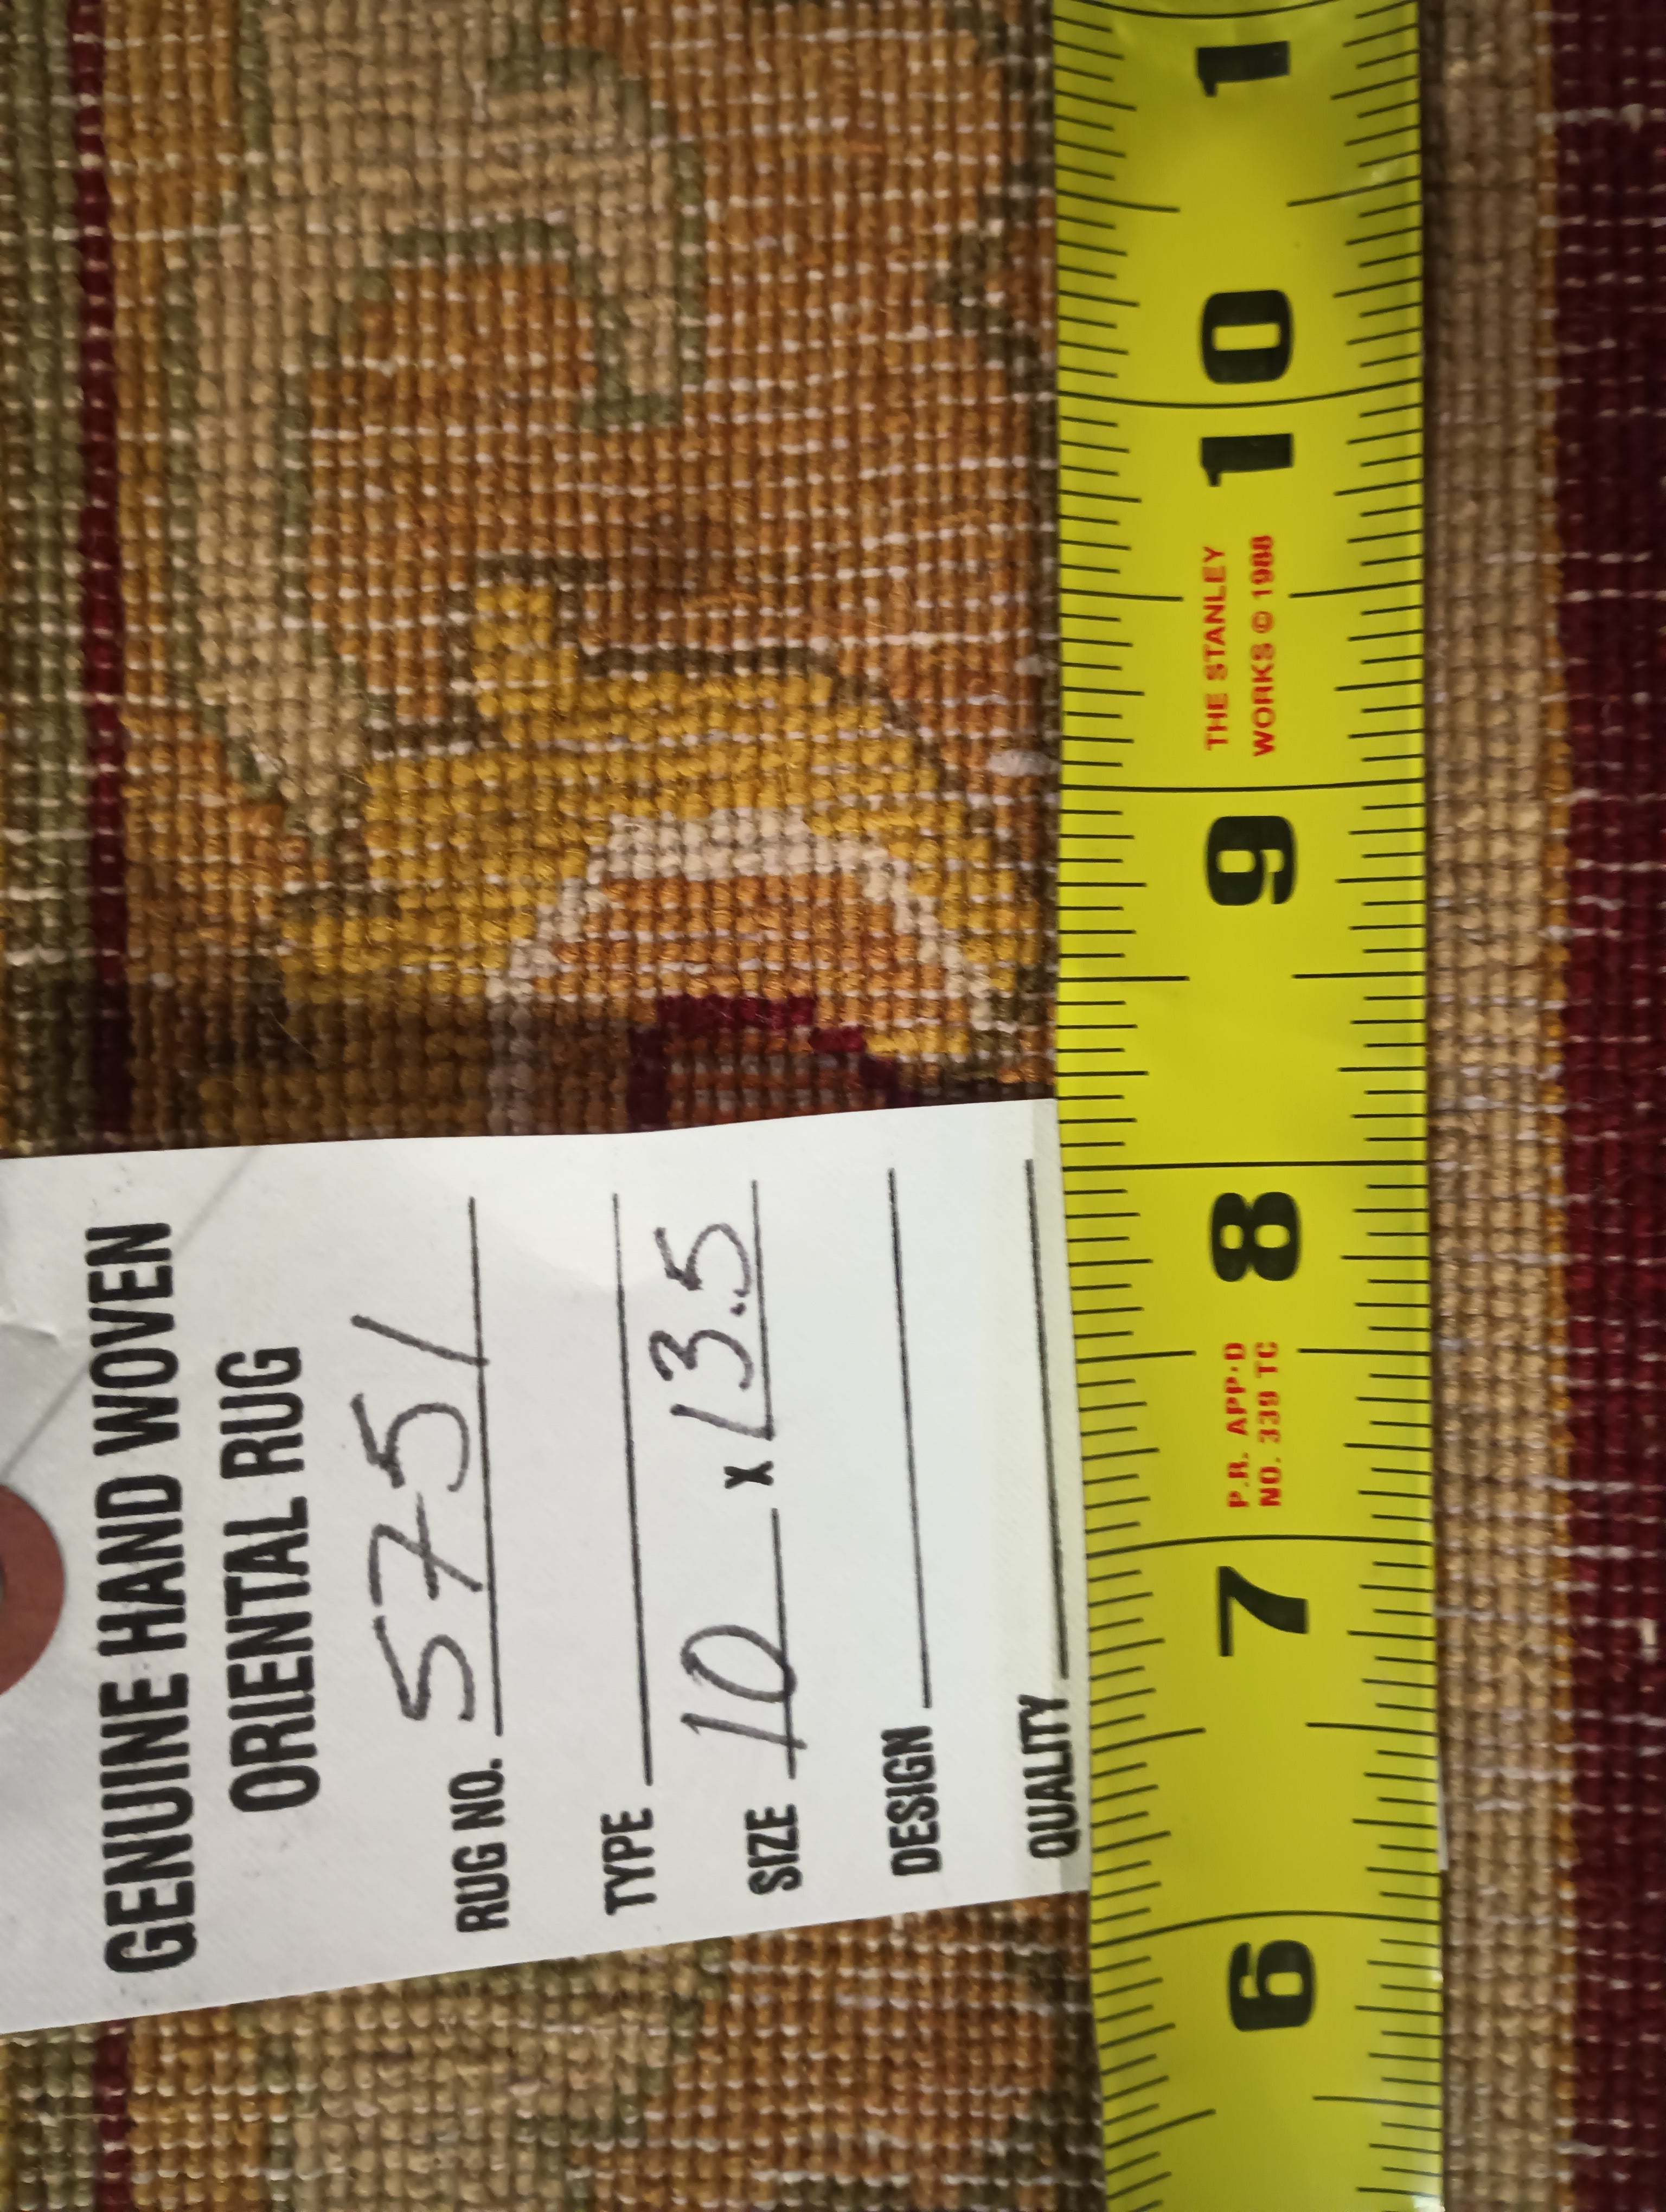 GENUINE HAND WOVEN
ORIENTAL RUG
RUG NO. 5751
TYPE
SIZE 10 x 13.5
DESIGN
QUALITY
6
7
P.R. APP·D
NO. 339 TC
8
9
THE STANLEY
WORKS © 1988
10
10
1